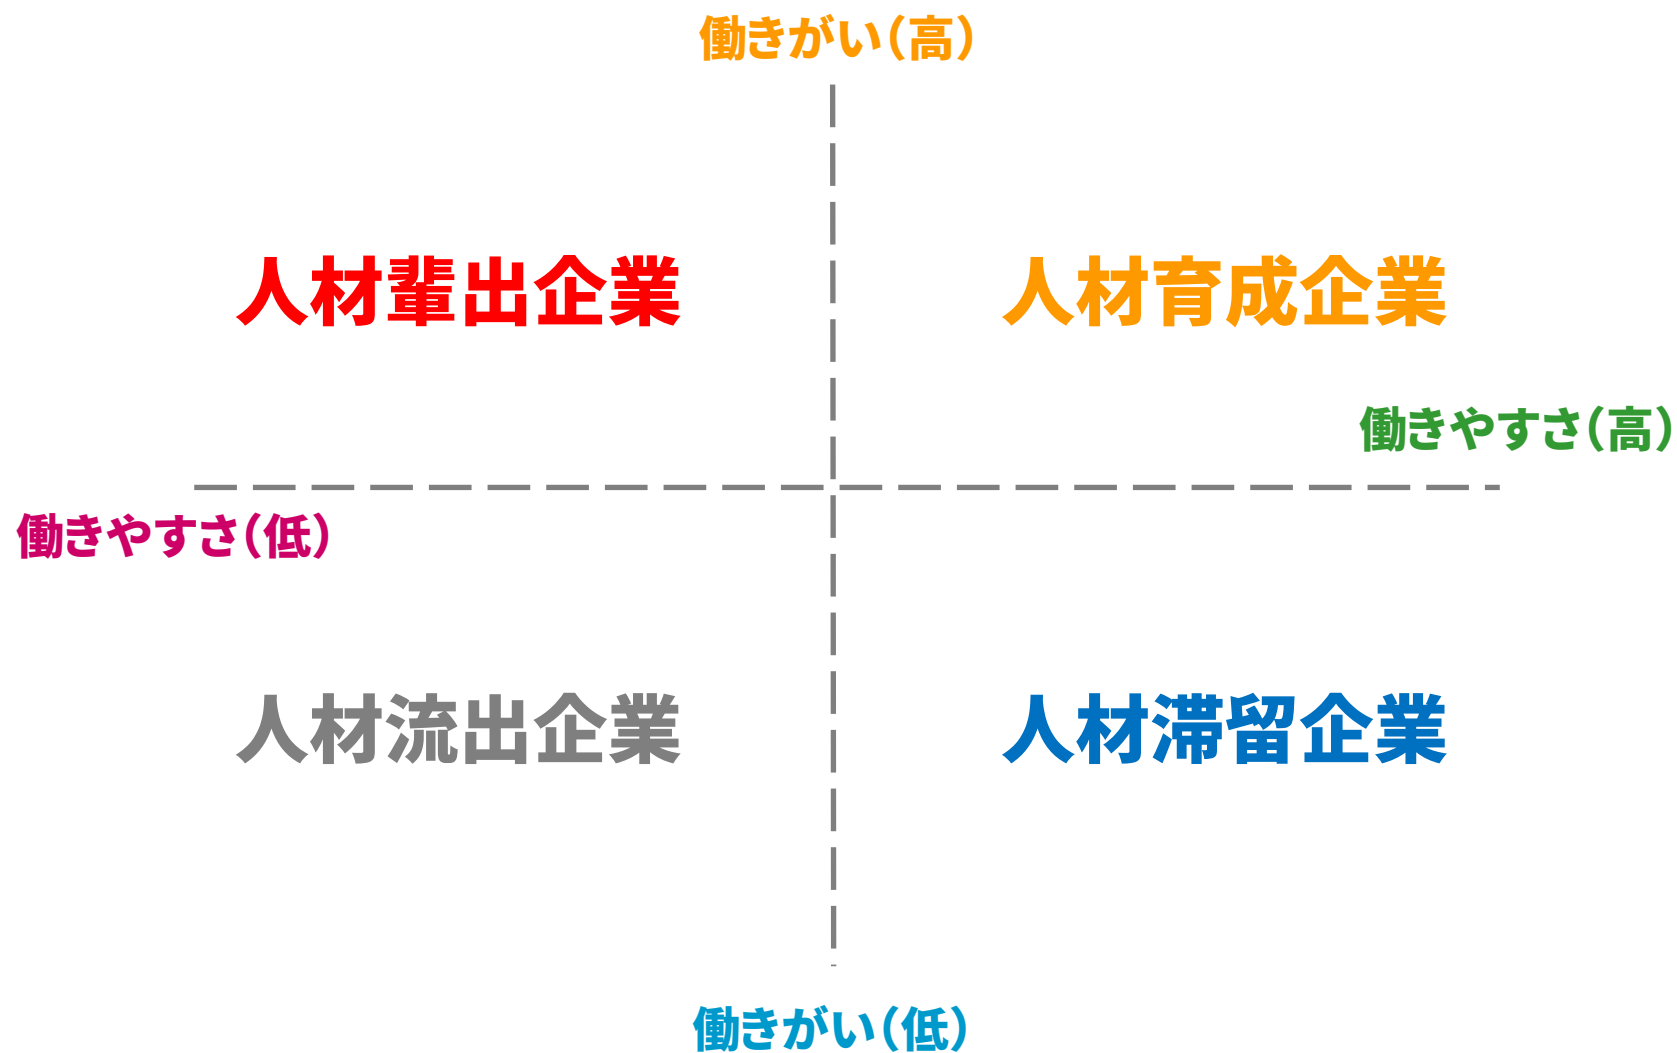 働きがい（高）
人材輩出企業
人材育成企業
働きやすさ（高）
働きやすさ（低）
人材流出企業
人材滞留企業
働きがい（低）